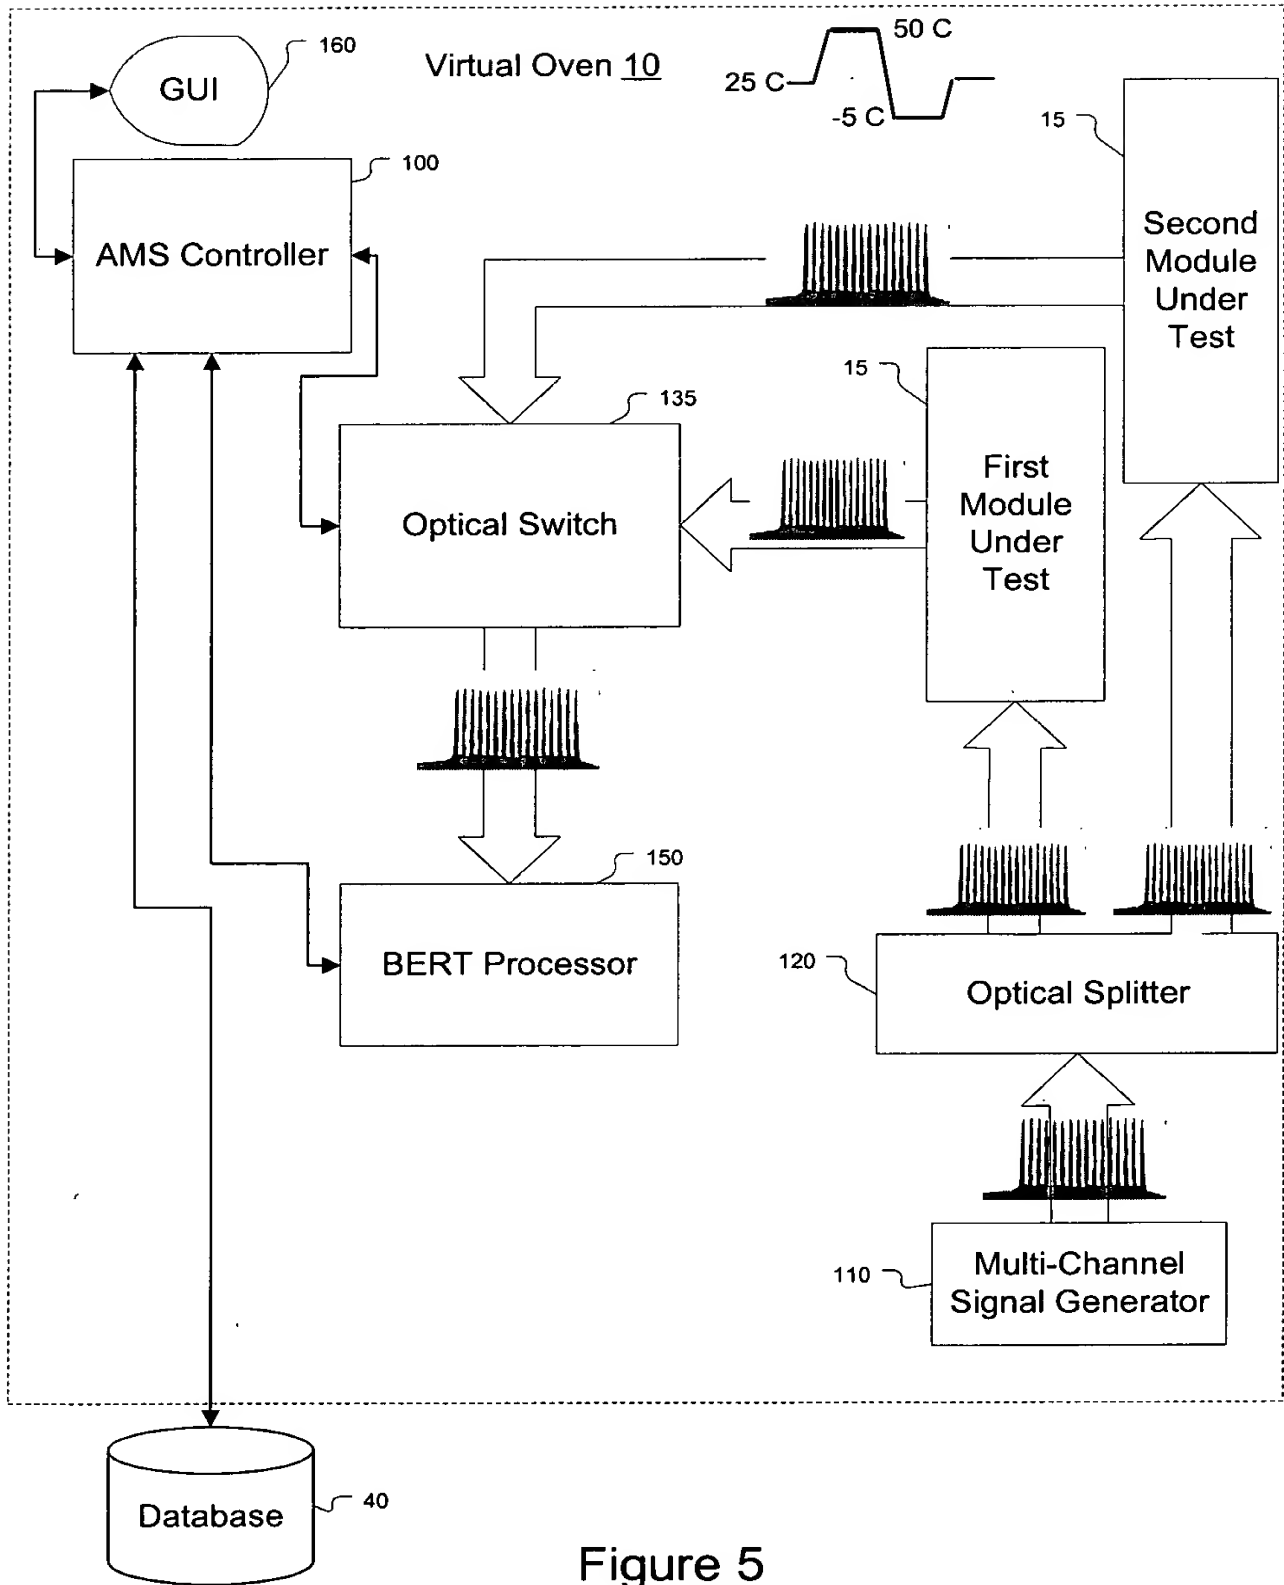 160
GUI
Virtual Oven 10
50 C
25 C
-5 C
15
100
AMS Controller
Second
Module
Under
Test
15
135
First
Module
Under
Test
Optical Switch
150
BERT Processor
120
Optical Splitter
110
Multi-Channel
Signal Generator
Database
40
Figure 5